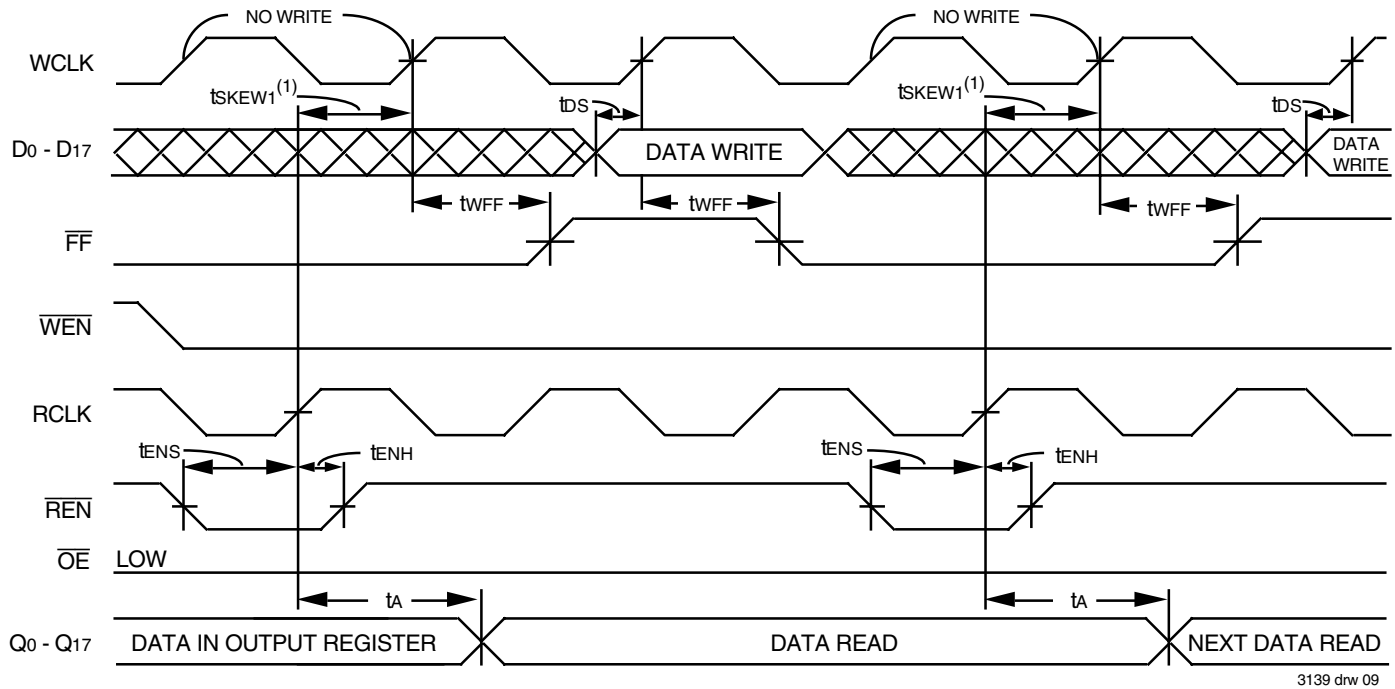 NO WRITE NO WRITE
WCLK
tSKEW1(1) tDS tSKEW1(1) tDS
D0 - D17 DATA WRITE DATA WRITE
tWFF tWFF tWFF
FF
WEN
RCLK
tENS tENH tENS tENH
REN
OE LOW
tA tA
Q0 - Q17 DATA IN OUTPUT REGISTER DATA READ NEXT DATA READ
3139 drw 09